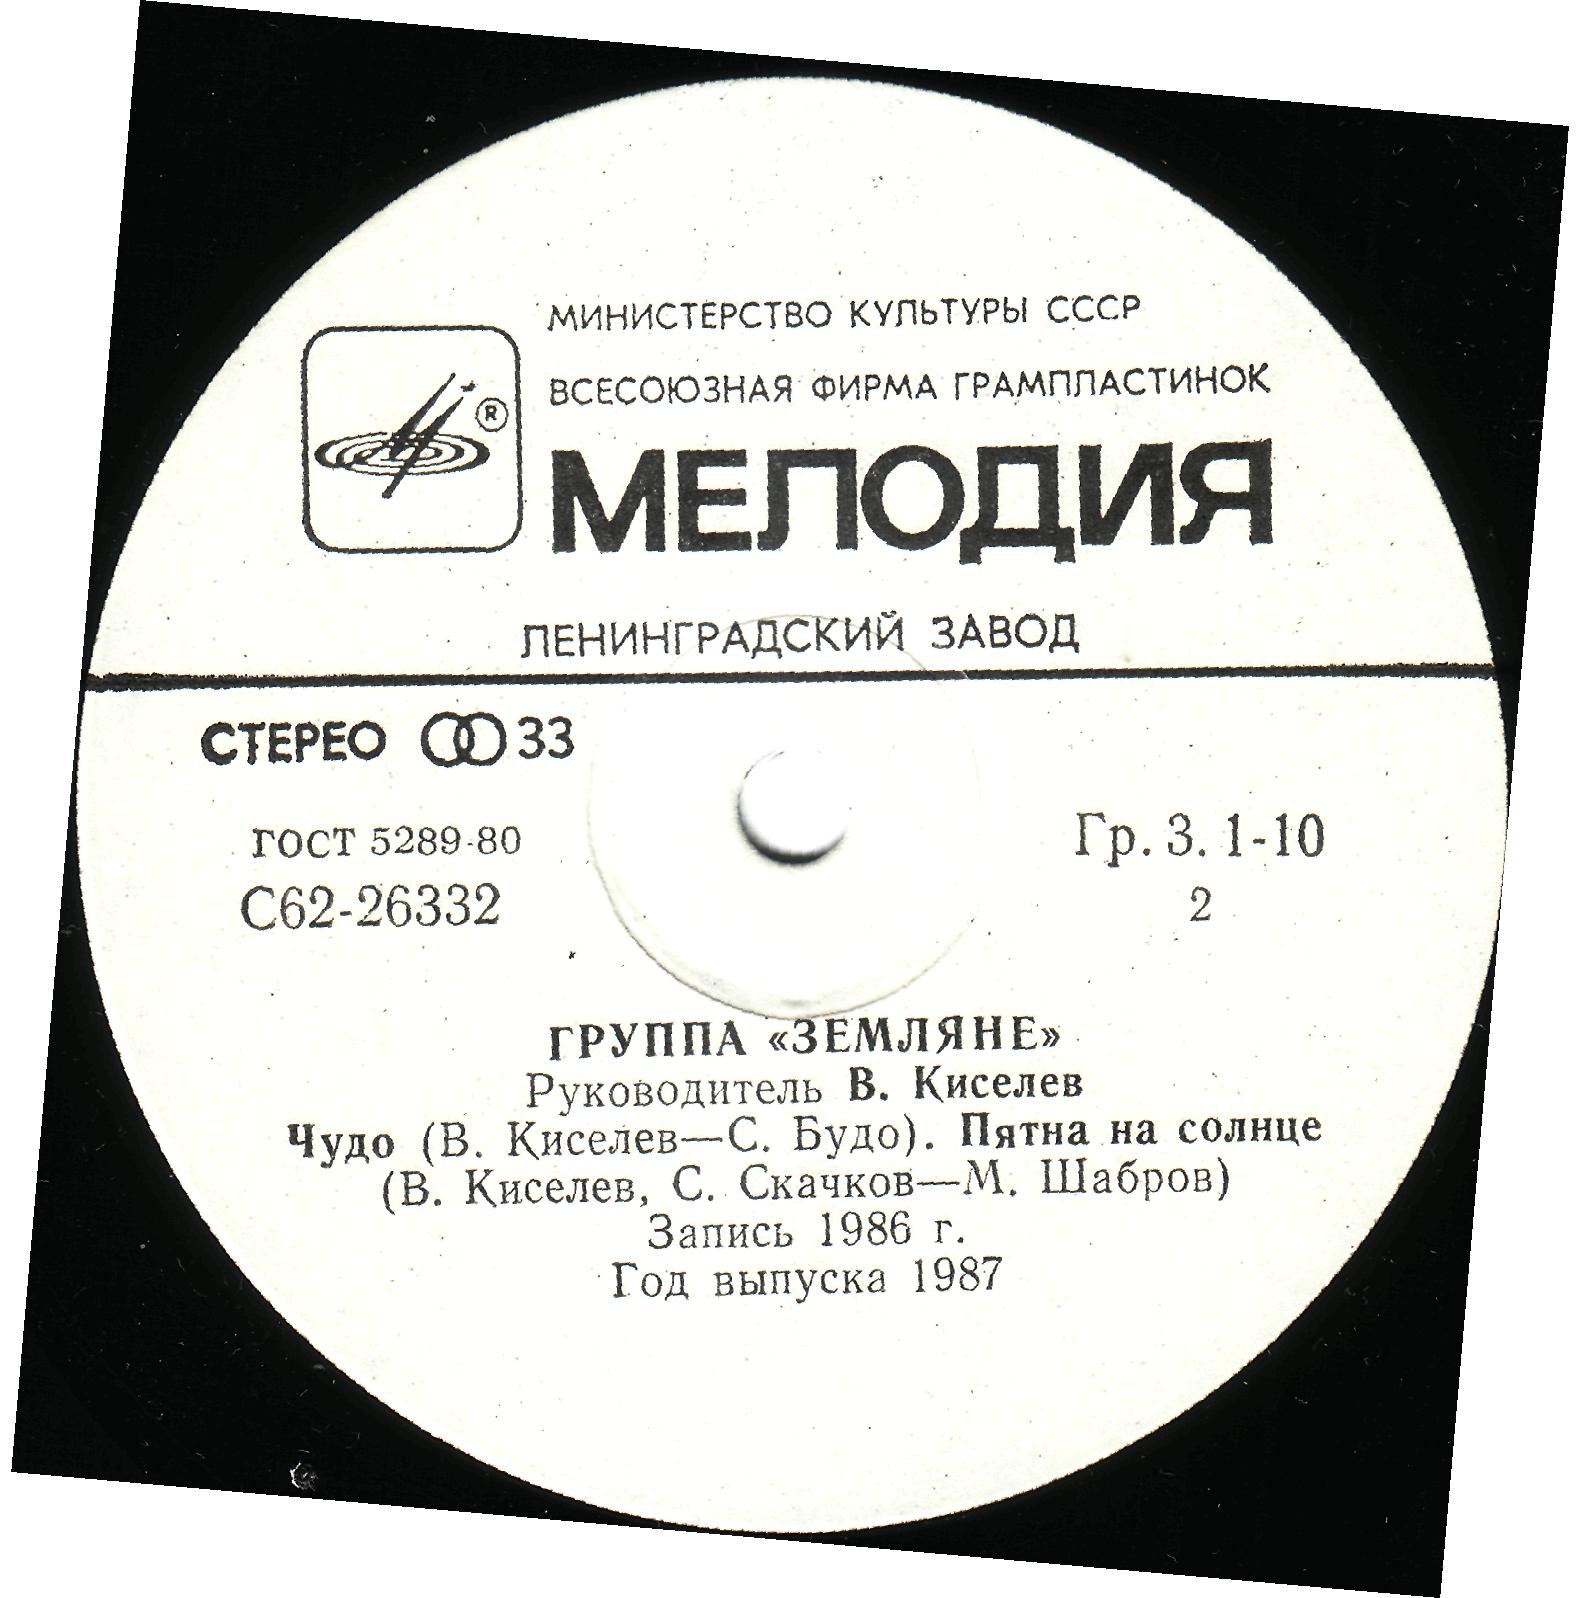 МИНИСТЕРСТВО КУЛЬТУРЫ СССР
ВСЕСОЮЗНАЯ ФИРМА ГРАМПЛАСТИНОК
®
МЕЛОДИЯ
ЛЕНИНГРАДСКИЙ ЗАВОД
СТЕРЕО 33
ГОСТ 5289-80
Гр. 3. 1-10
С62-26332
2
ГРУППА «ЗЕМЛЯНЕ»
Руководитель В. Киселев
Чудо (В. Киселев—С. Будо). Пятна на солнце
(В. Киселев, С. Скачков—М. Шабров)
Запись 1986 г.
Год выпуска 1987